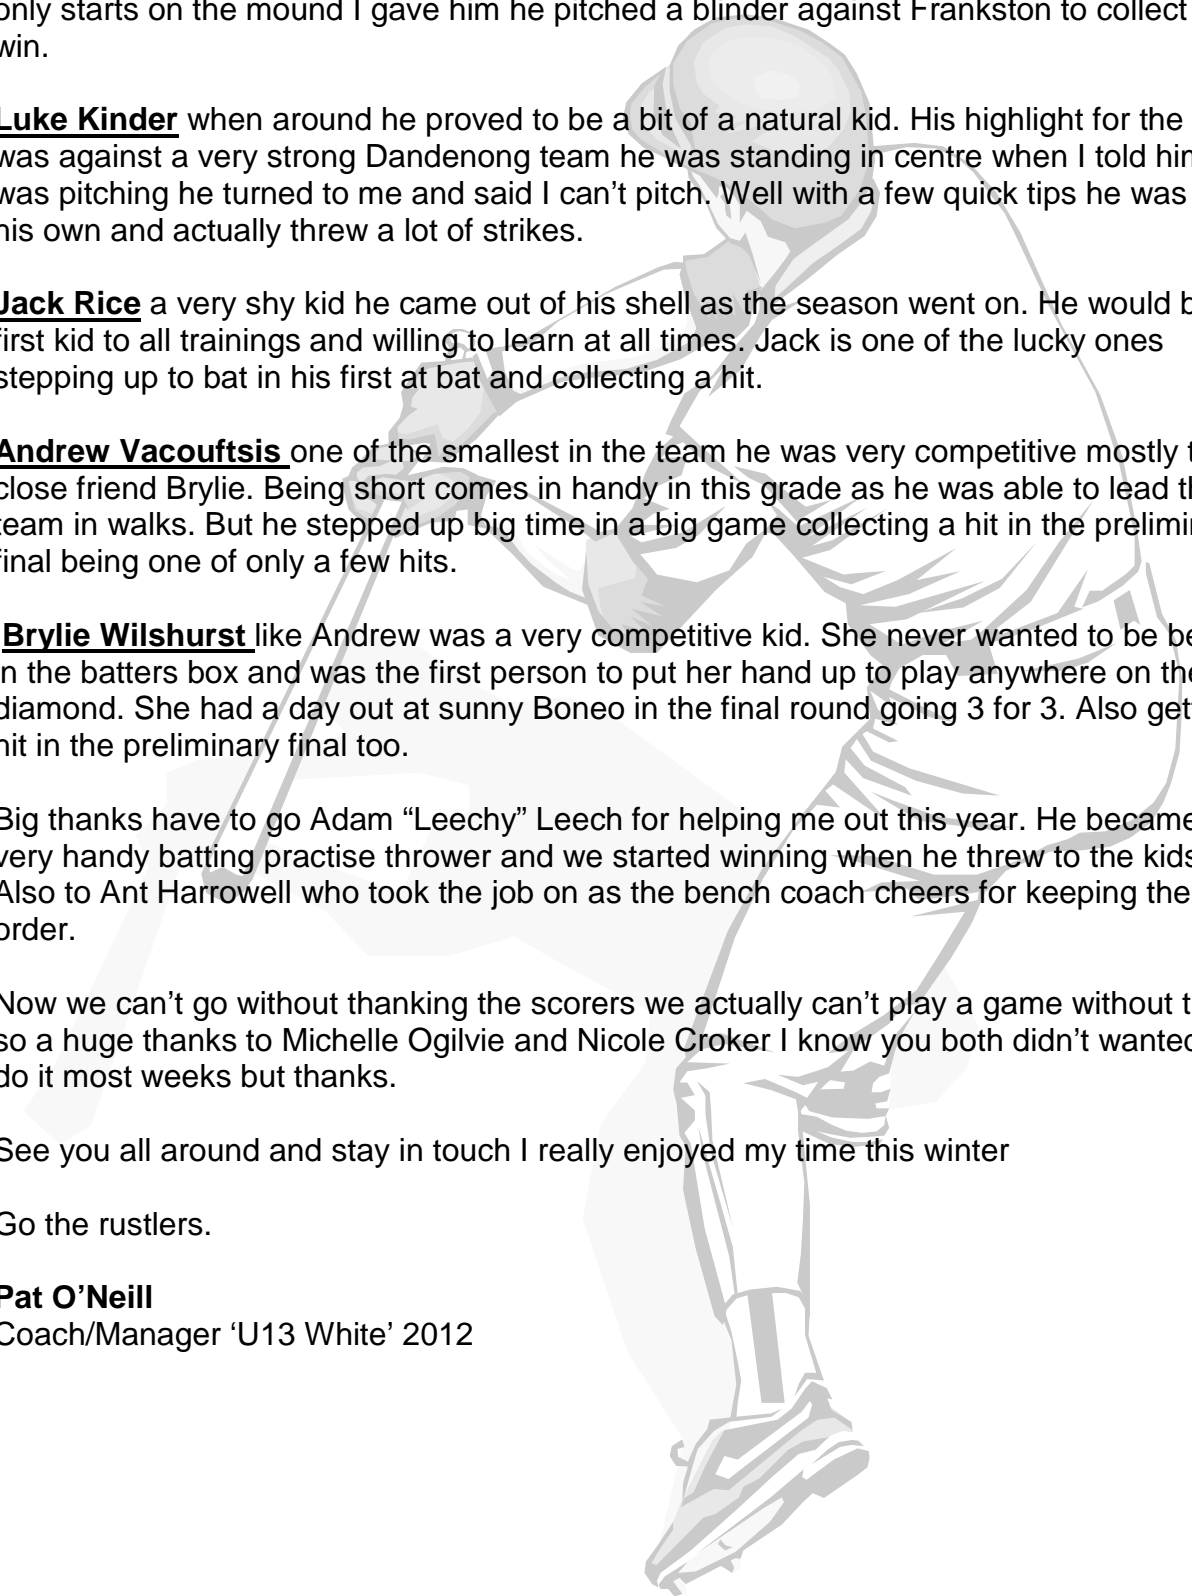 only starts on the mound I gave him he pitched a blinder against Frankston to collect
win.
Luke Kinder when around he proved to be a bit of a natural kid. His highlight for the
was against a very strong Dandenong team he was standing in centre when I told him
was pitching he turned to me and said I can’t pitch. Well with a few quick tips he was
his own and actually threw a lot of strikes.
Jack Rice a very shy kid he came out of his shell as the season went on. He would b
first kid to all trainings and willing to learn at all times. Jack is one of the lucky ones
stepping up to bat in his first at bat and collecting a hit.
Andrew Vacouftsis one of the smallest in the team he was very competitive mostly t
close friend Brylie. Being short comes in handy in this grade as he was able to lead th
team in walks. But he stepped up big time in a big game collecting a hit in the prelimin
final being one of only a few hits.
Brylie Wilshurst like Andrew was a very competitive kid. She never wanted to be be
in the batters box and was the first person to put her hand up to play anywhere on the
diamond. She had a day out at sunny Boneo in the final round going 3 for 3. Also gett
hit in the preliminary final too.
Big thanks have to go Adam “Leechy” Leech for helping me out this year. He became
very handy batting practise thrower and we started winning when he threw to the kids
Also to Ant Harrowell who took the job on as the bench coach cheers for keeping the
order.
Now we can’t go without thanking the scorers we actually can’t play a game without t
so a huge thanks to Michelle Ogilvie and Nicole Croker I know you both didn’t wanted
do it most weeks but thanks.
See you all around and stay in touch I really enjoyed my time this winter
Go the rustlers.
Pat O’Neill
Coach/Manager ‘U13 White’ 2012